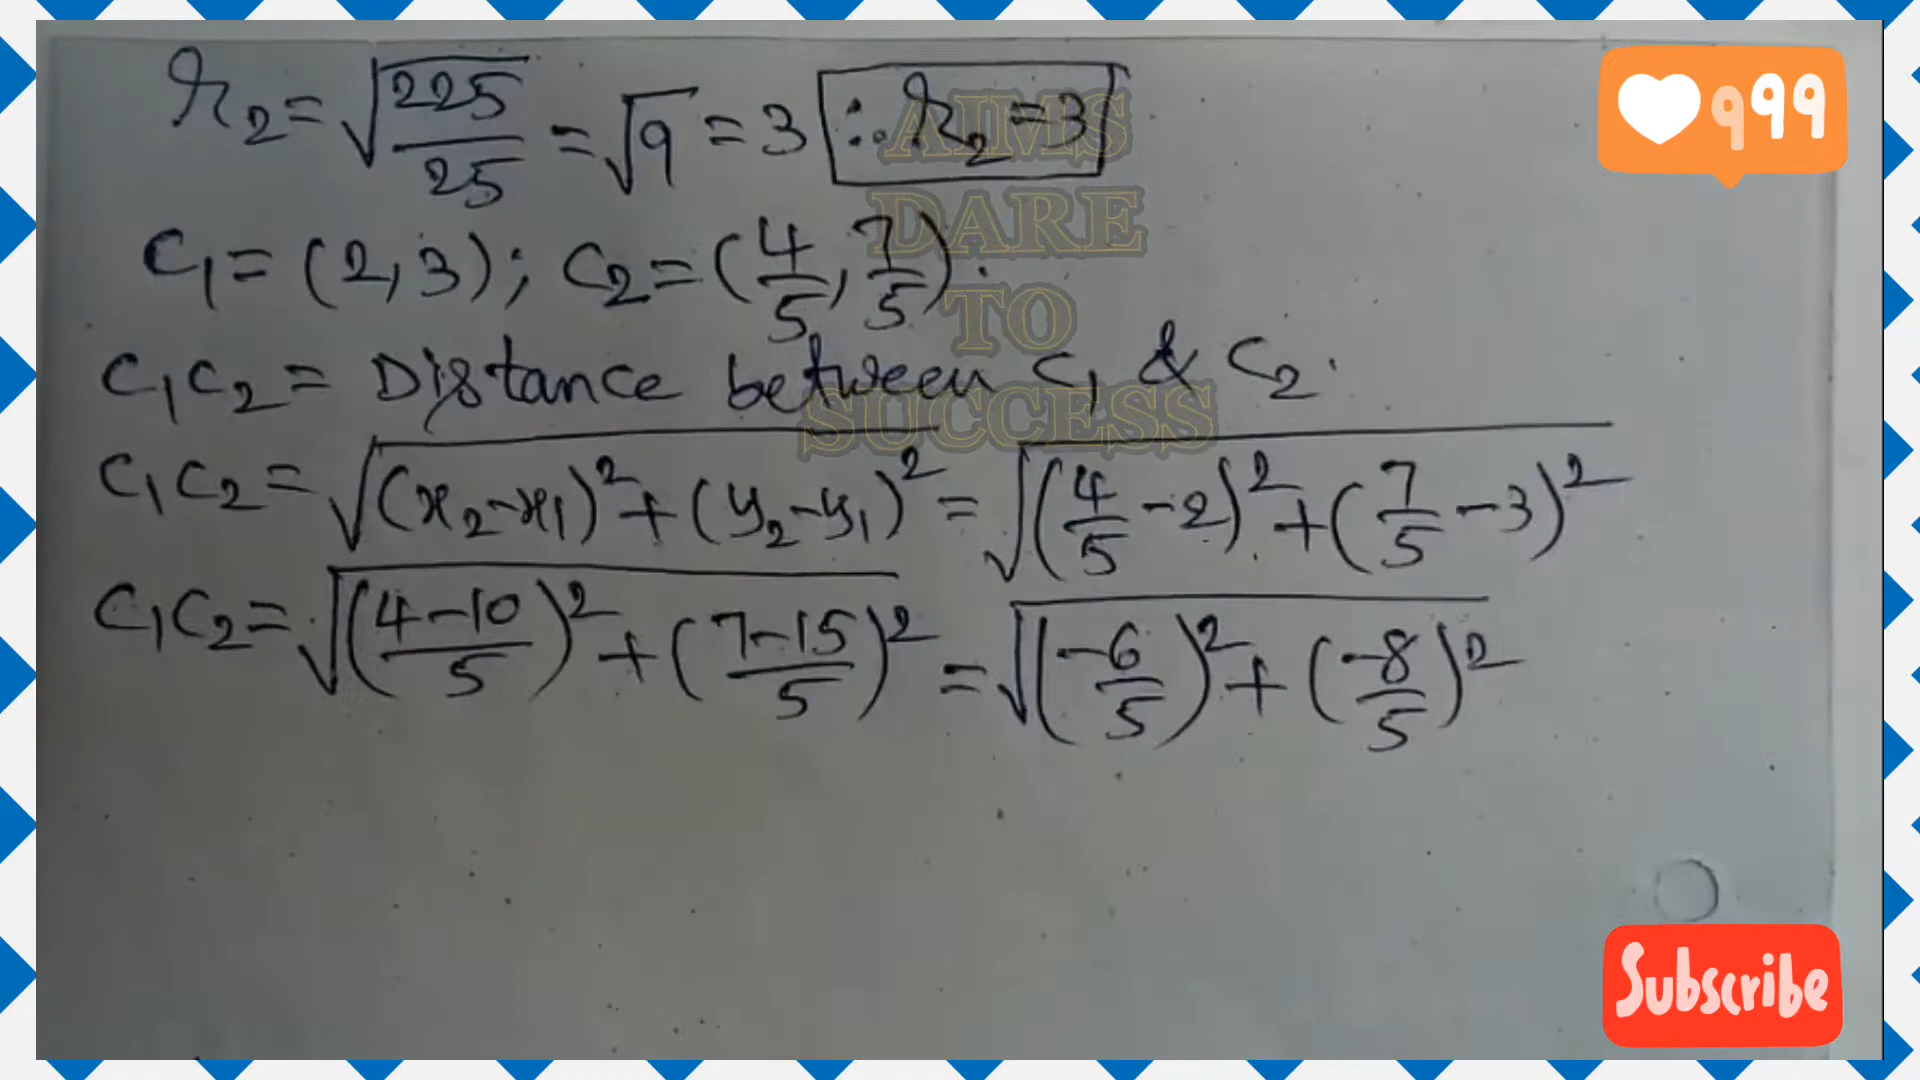 r₂ = √(225/25) = √9 = 3 ∴ r₂ = 3
C₁ = (2, 3) ; C₂ = (4/5, 7/5).
C₁C₂ = Distance between C₁ & C₂.
C₁C₂ = √((x₂-x₁)² + (y₂-y₁)²) = √((4/5 - 2)² + (7/5 - 3)²)
C₁C₂ = √(((4-10)/5)² + ((7-15)/5)²) = √((-6/5)² + (-8/5)²)
AIMS
DARE
TO
SUCCESS
999
Subscribe